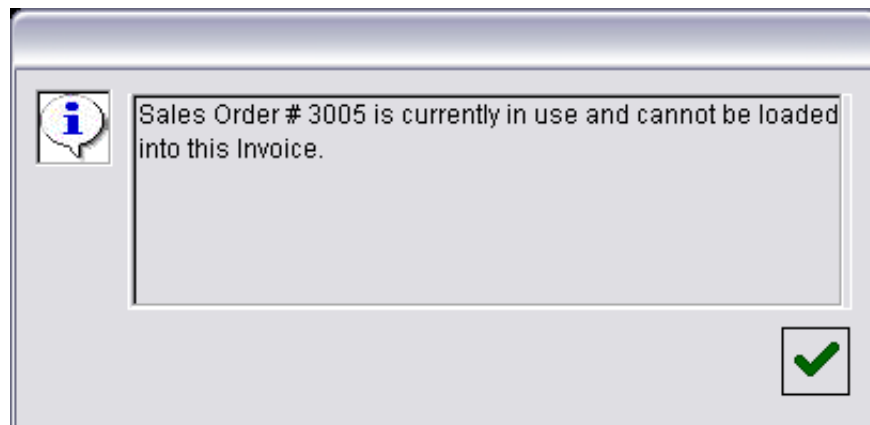 Sales Order # 3005 is currently in use and cannot be loaded
into this Invoice.